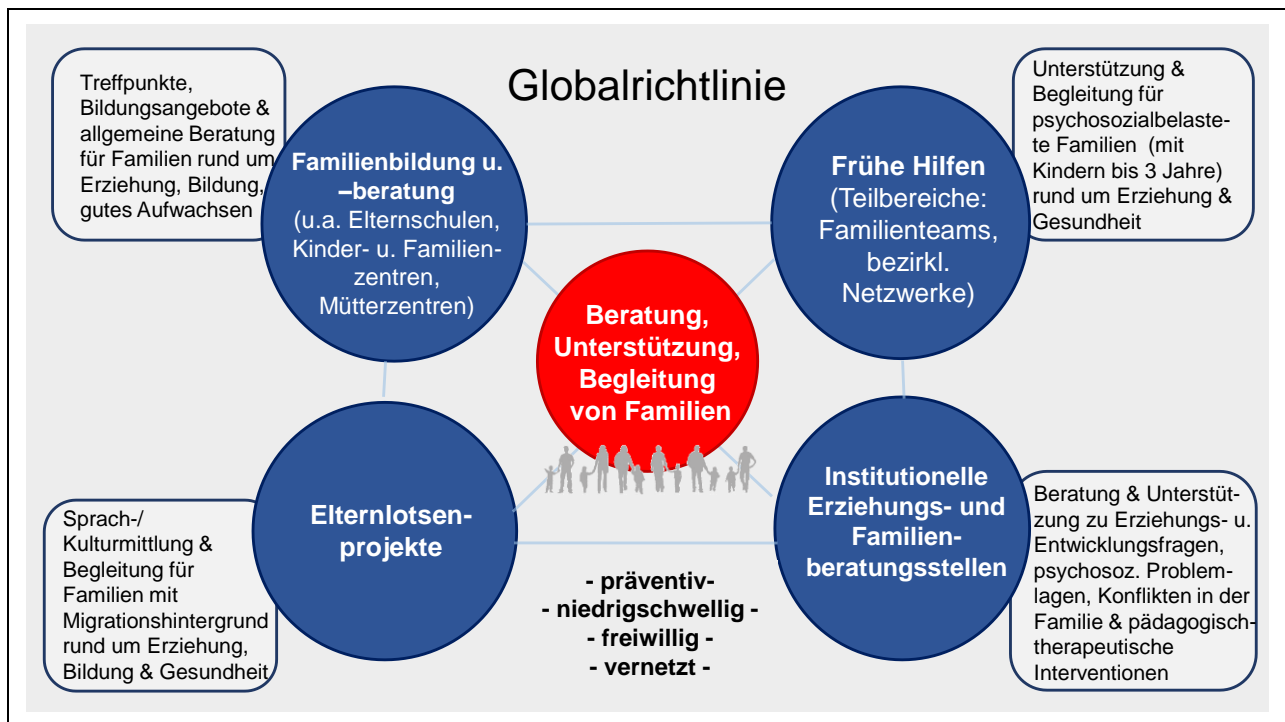 Globalrichtlinie
Treffpunkte,
Bildungsangebote &
allgemeine Beratung
für Familien rund um
Erziehung, Bildung,
gutes Aufwachsen
Familienbildung u.
–beratung
(u.a. Elternschulen,
Kinder- u. Familien-
zentren,
Mütterzentren)
Frühe Hilfen
(Teilbereiche:
Familienteams,
bezirkl.
Netzwerke)
Unterstützung &
Begleitung für
psychosozialbelaste-
te Familien (mit
Kindern bis 3 Jahre)
rund um Erziehung &
Gesundheit
Beratung,
Unterstützung,
Begleitung
von Familien
Sprach-/
Kulturmittlung &
Begleitung für
Familien mit
Migrationshintergrund
rund um Erziehung,
Bildung & Gesundheit
Elternlotsen-
projekte
- präventiv-
- niedrigschwellig -
- freiwillig -
- vernetzt -
Institutionelle
Erziehungs- und
Familien-
beratungsstellen
Beratung & Unterstüt-
zung zu Erziehungs- u.
Entwicklungsfragen,
psychosoz. Problem-
lagen, Konflikten in der
Familie & pädagogisch-
therapeutische
Interventionen